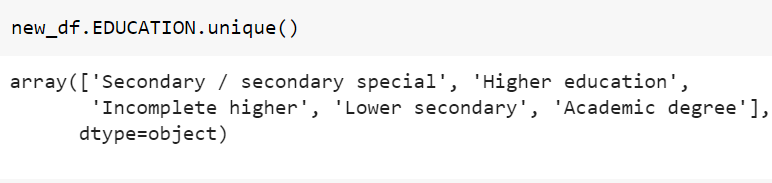 new_df.EDUCATION.unique()
array(['Secondary / secondary special', 'Higher education',
'Incomplete higher', 'Lower secondary', 'Academic degree'],
dtype=object)